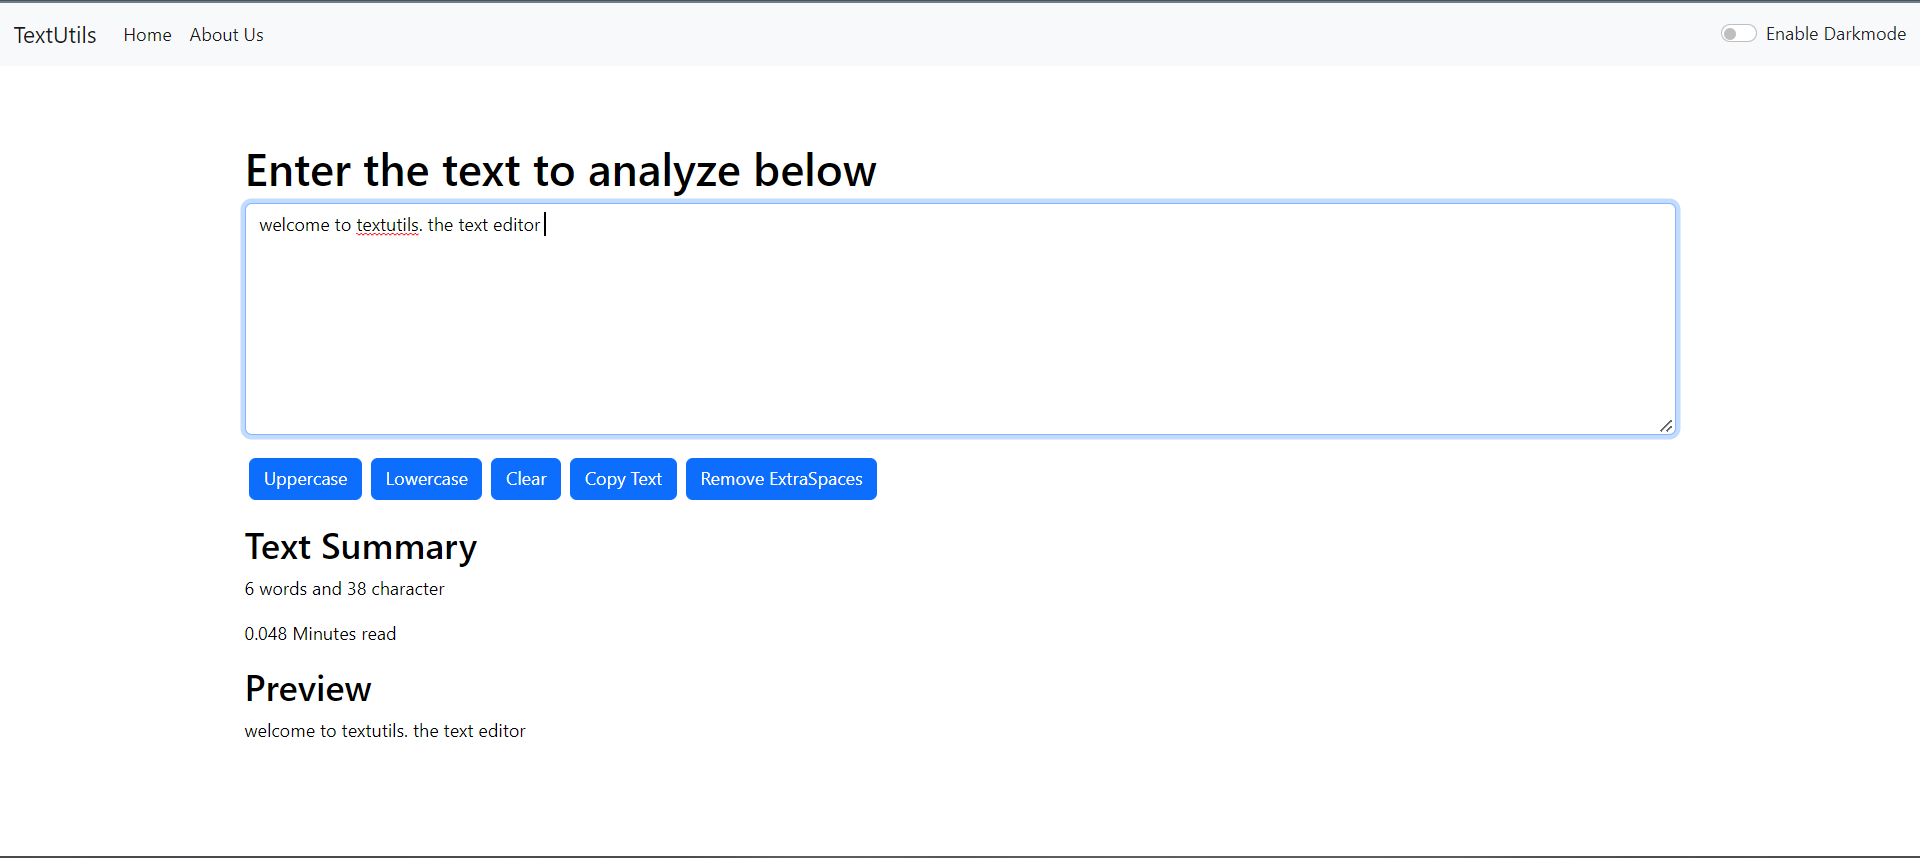 TextUtils Home About Us Enable Darkmode
Enter the text to analyze below
welcome to textutils. the text editor
Uppercase Lowercase Clear Copy Text Remove ExtraSpaces
Text Summary
6 words and 38 character
0.048 Minutes read
Preview
welcome to textutils. the text editor